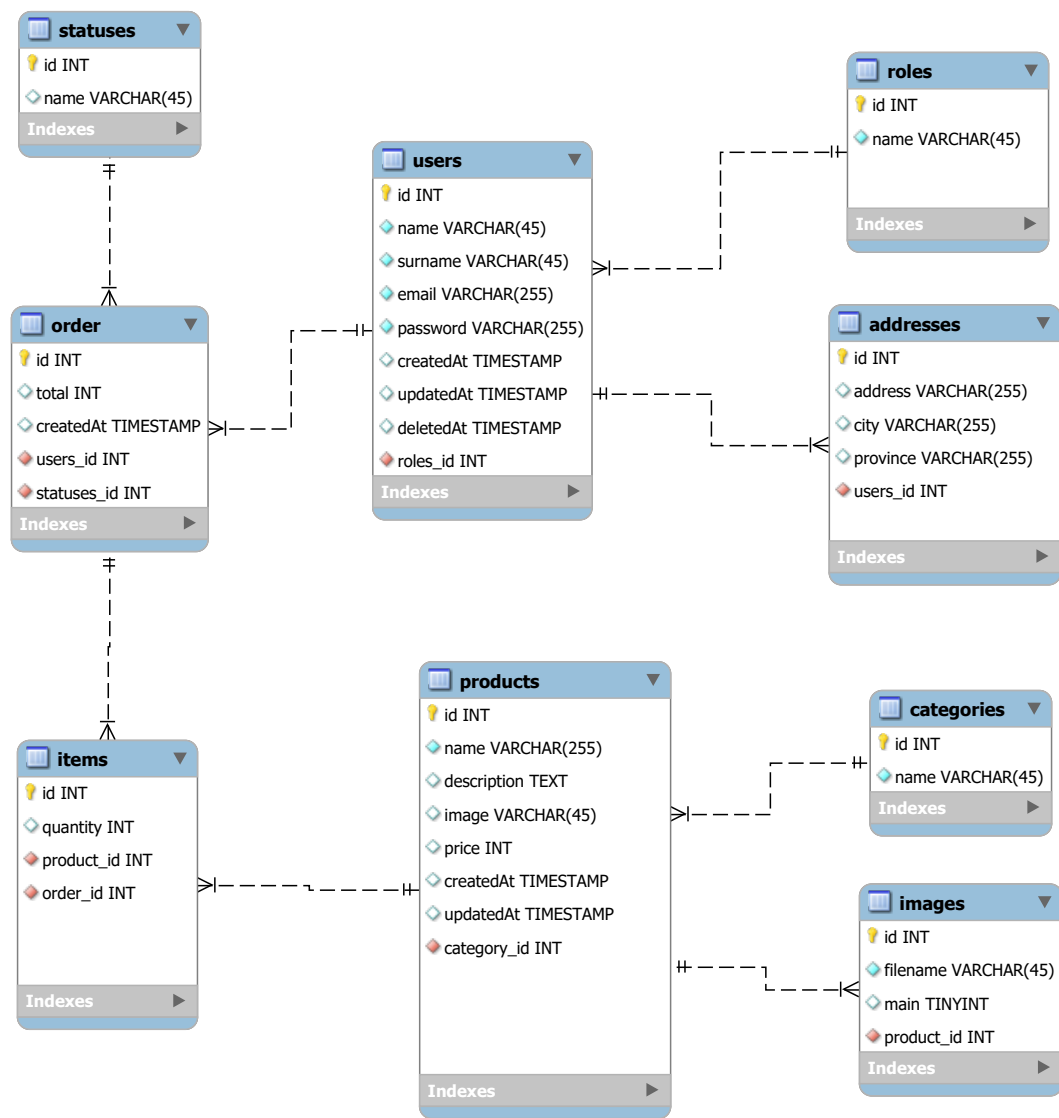 statuses
id INT
name VARCHAR(45)
Indexes
roles
id INT
name VARCHAR(45)
Indexes
users
id INT
name VARCHAR(45)
surname VARCHAR(45)
email VARCHAR(255)
password VARCHAR(255)
createdAt TIMESTAMP
updatedAt TIMESTAMP
deletedAt TIMESTAMP
roles_id INT
Indexes
order
id INT
total INT
createdAt TIMESTAMP
users_id INT
statuses_id INT
Indexes
addresses
id INT
address VARCHAR(255)
city VARCHAR(255)
province VARCHAR(255)
users_id INT
Indexes
items
id INT
quantity INT
product_id INT
order_id INT
Indexes
products
id INT
name VARCHAR(255)
description TEXT
image VARCHAR(45)
price INT
createdAt TIMESTAMP
updatedAt TIMESTAMP
category_id INT
Indexes
categories
id INT
name VARCHAR(45)
Indexes
images
id INT
filename VARCHAR(45)
main TINYINT
product_id INT
Indexes